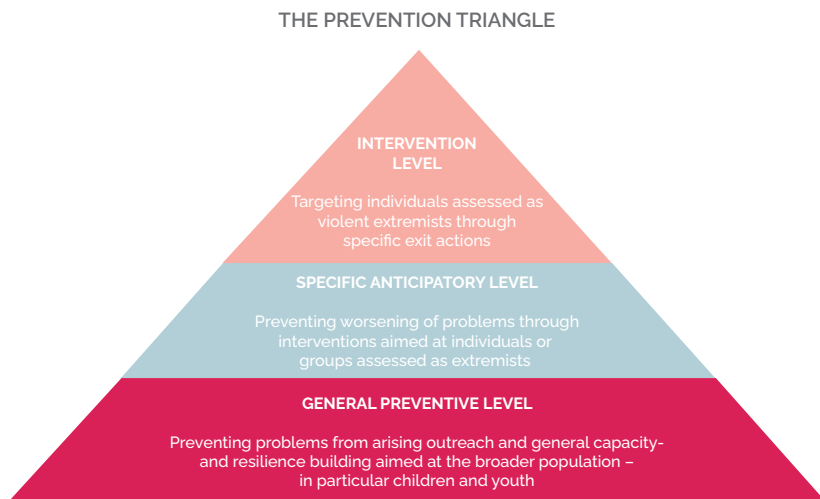 THE PREVENTION TRIANGLE
INTERVENTION
LEVEL
Targeting individuals assessed as
violent extremists through
specific exit actions
SPECIFIC ANTICIPATORY LEVEL
Preventing worsening of problems through
interventions aimed at individuals or
groups assessed as extremists
GENERAL PREVENTIVE LEVEL
Preventing problems from arising outreach and general capacity-
and resilience building aimed at the broader population –
in particular children and youth